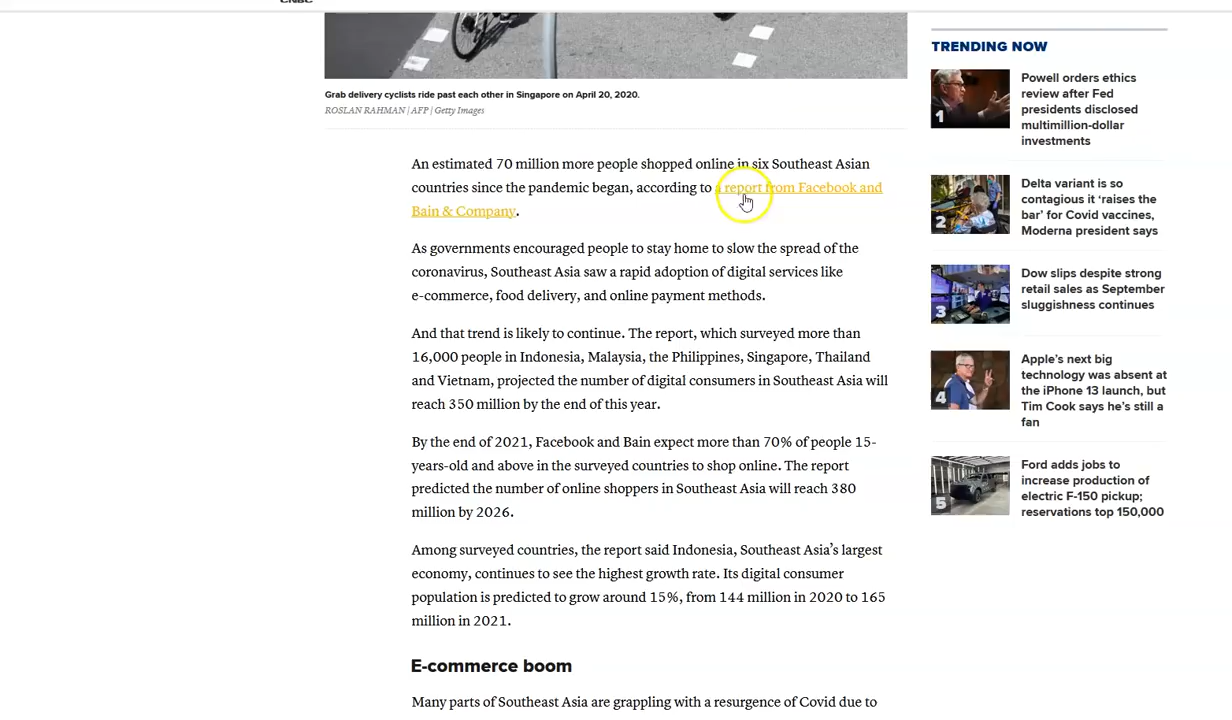 CNBC
Grab delivery cyclists ride past each other in Singapore on April 20, 2020.
ROSLAN RAHMAN | AFP | Getty Images
An estimated 70 million more people shopped online in six Southeast Asian
countries since the pandemic began, according to a report from Facebook and
Bain & Company.
As governments encouraged people to stay home to slow the spread of the
coronavirus, Southeast Asia saw a rapid adoption of digital services like
e-commerce, food delivery, and online payment methods.
And that trend is likely to continue. The report, which surveyed more than
16,000 people in Indonesia, Malaysia, the Philippines, Singapore, Thailand
and Vietnam, projected the number of digital consumers in Southeast Asia will
reach 350 million by the end of this year.
By the end of 2021, Facebook and Bain expect more than 70% of people 15-
years-old and above in the surveyed countries to shop online. The report
predicted the number of online shoppers in Southeast Asia will reach 380
million by 2026.
Among surveyed countries, the report said Indonesia, Southeast Asia’s largest
economy, continues to see the highest growth rate. Its digital consumer
population is predicted to grow around 15%, from 144 million in 2020 to 165
million in 2021.
E-commerce boom
Many parts of Southeast Asia are grappling with a resurgence of Covid due to
TRENDING NOW
1
Powell orders ethics
review after Fed
presidents disclosed
multimillion-dollar
investments
2
Delta variant is so
contagious it ‘raises the
bar’ for Covid vaccines,
Moderna president says
3
Dow slips despite strong
retail sales as September
sluggishness continues
4
Apple’s next big
technology was absent at
the iPhone 13 launch, but
Tim Cook says he’s still a
fan
5
Ford adds jobs to
increase production of
electric F-150 pickup;
reservations top 150,000